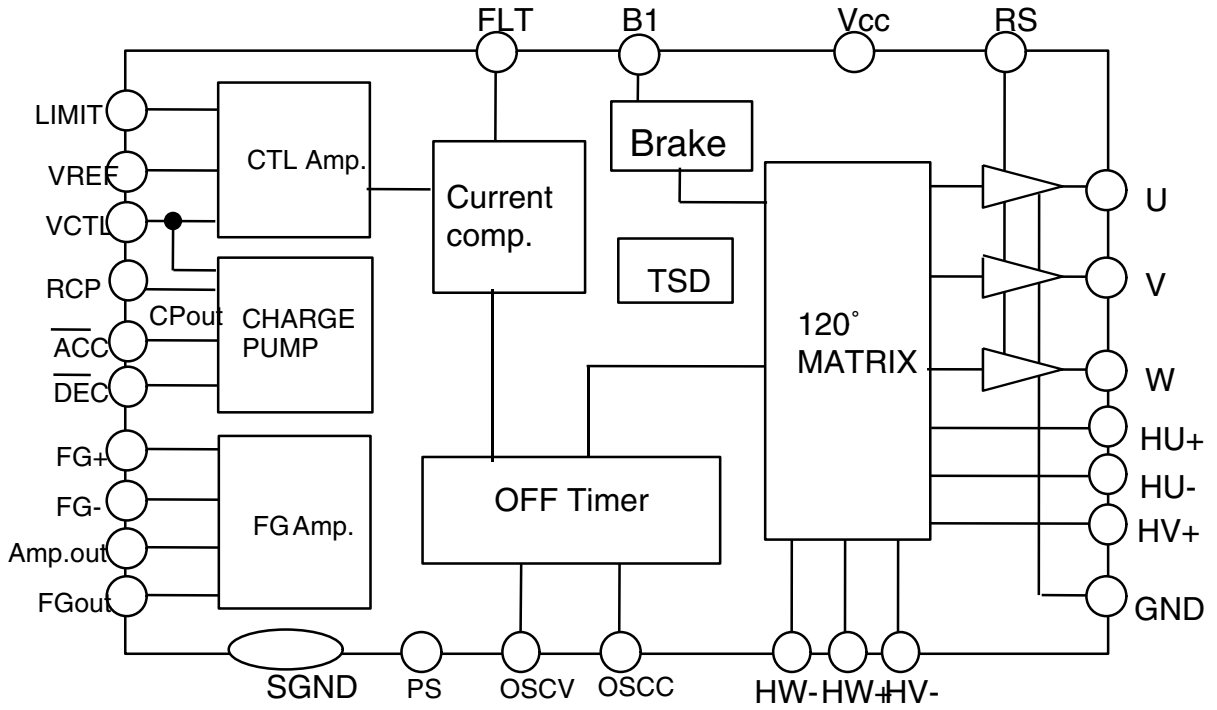 FLT
B1
Vcc
RS
LIMIT
VREF
VCTL
RCP
ACC
DEC
FG+
FG-
Amp.out
FGout
CTL Amp.
CPout
CHARGE
PUMP
FG Amp.
Current
comp.
Brake
TSD
OFF Timer
120°
MATRIX
U
V
W
HU+
HU-
HV+
GND
SGND
PS
OSCV
OSCC
HW-
HW+
HV-